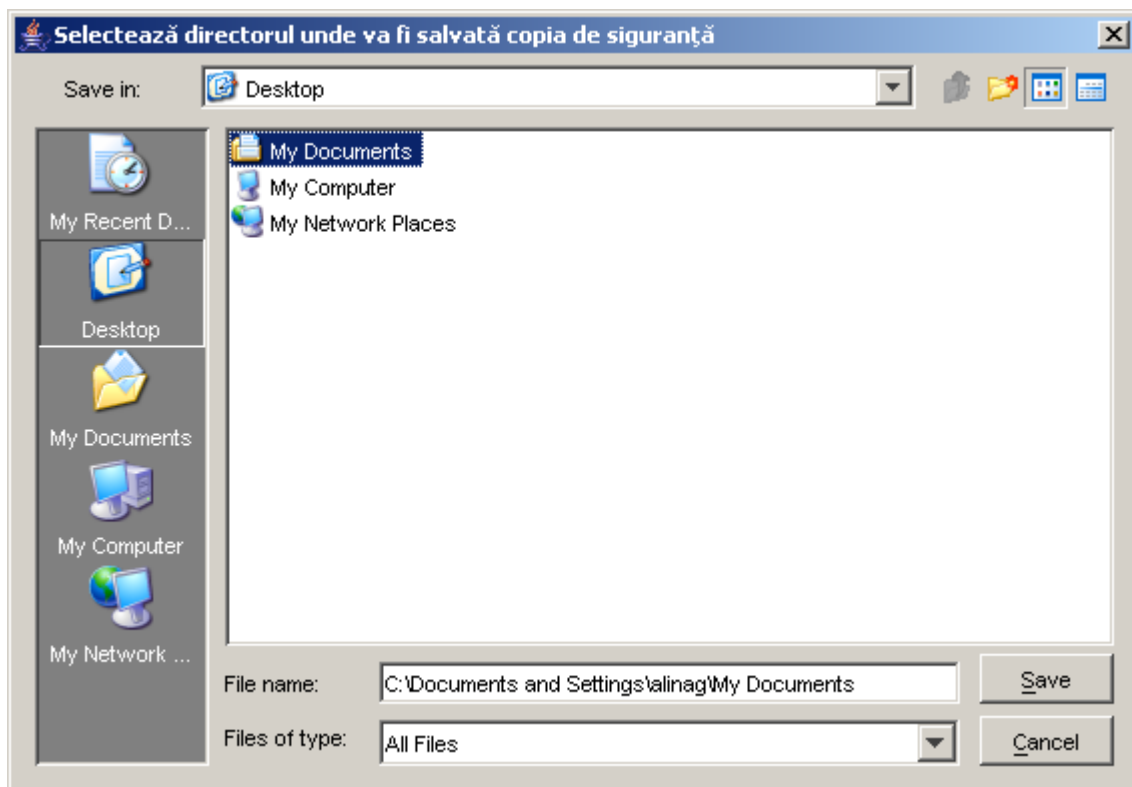 Selectează directorul unde va fi salvată copia de siguranţă
Save in:
Desktop
My Recent D...
Desktop
My Documents
My Computer
My Network ...
My Documents
My Computer
My Network Places
File name:
C:\Documents and Settings\alinag\My Documents
Save
Files of type:
All Files
Cancel